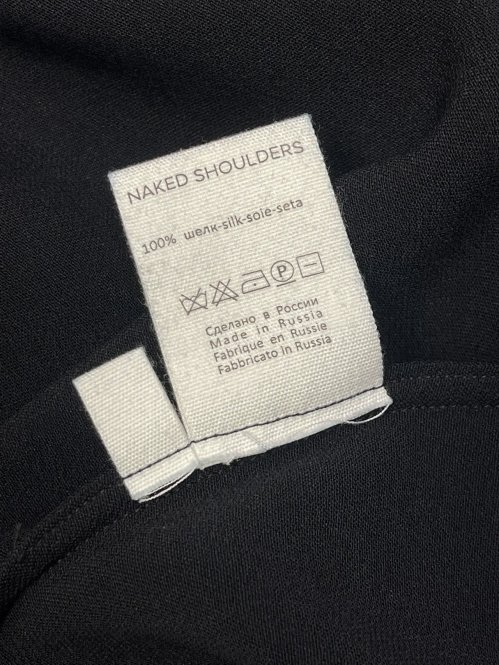 NAKED SHOULDERS
100% шелк-silk-soie-seta
P
Сделано в России
Made in Russia
Fabrique en Russie
Fabbricato in Russia